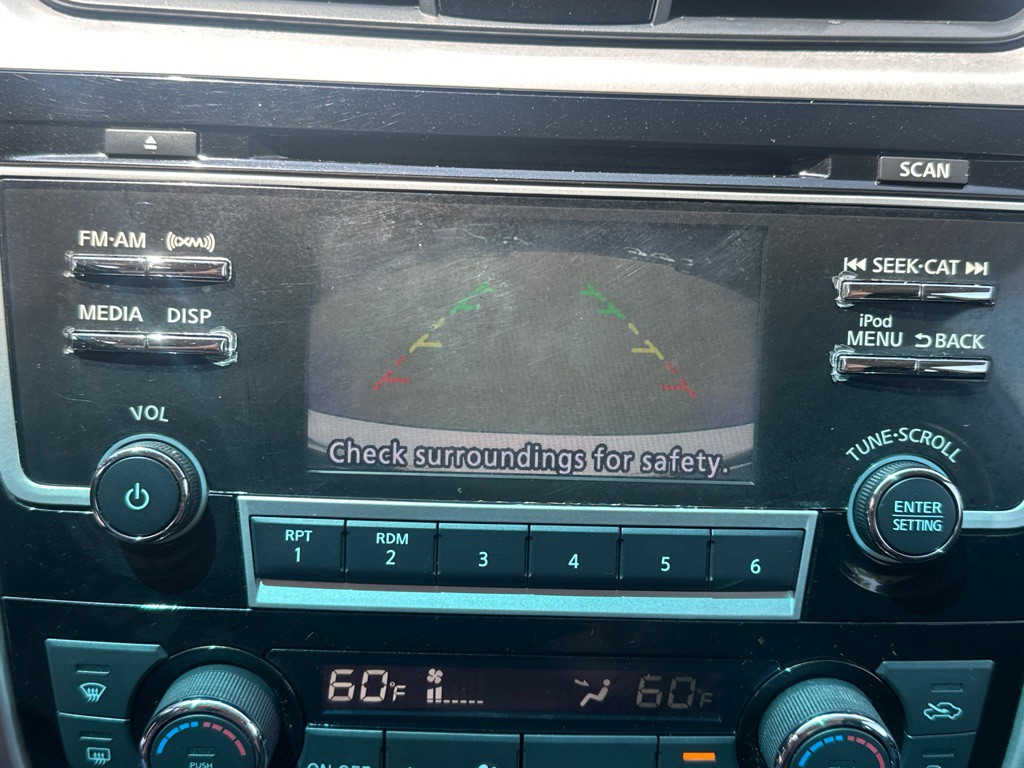 SCAN
FM·AM XM
SEEK·CAT
MEDIA DISP
iPod
MENU BACK
VOL
TUNE·SCROLL
Check surroundings for safety.
ENTER
SETTING
RPT
1
RDM
2
3
4
5
6
60°F
60°F
PUSH